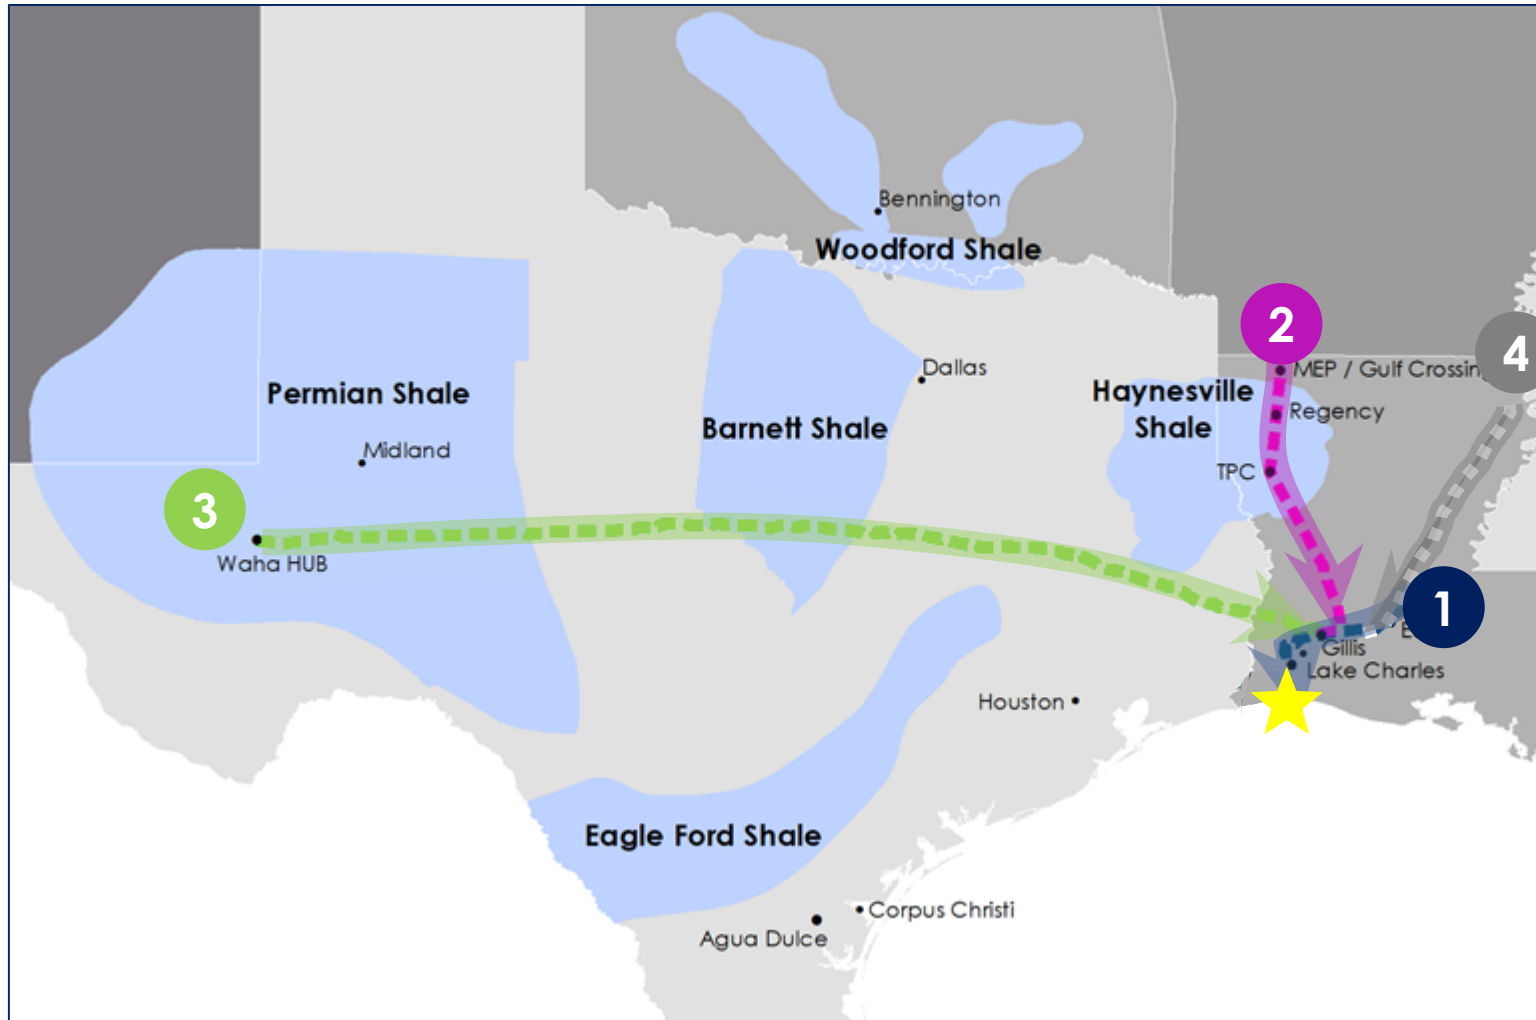 Bennington
Woodford Shale
2
4
MEP / Gulf Crossing
Dallas
Permian Shale
Haynesville
Shale
Regency
Barnett Shale
Midland
TPC
3
Waha HUB
1
Gillis
Lake Charles
Houston
Eagle Ford Shale
Corpus Christi
Agua Dulce